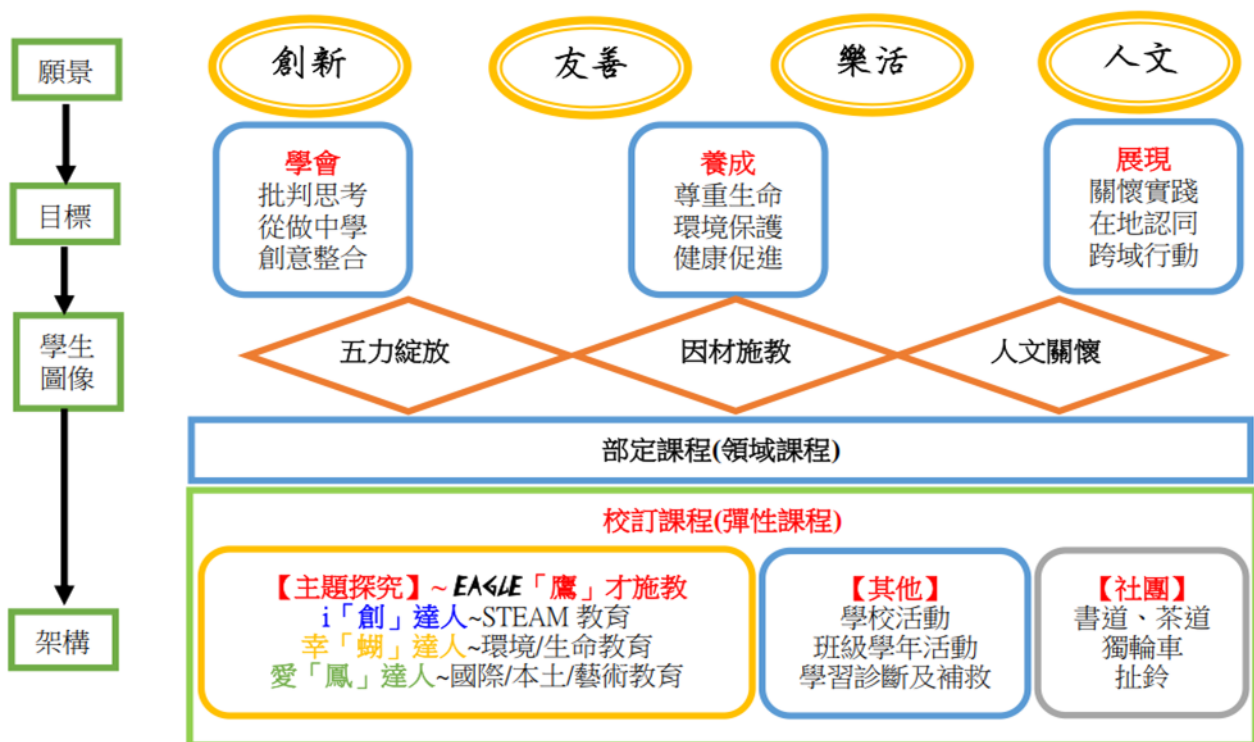 願景
創新
友善
樂活
人文
目標
學會
批判思考
從做中學
創意整合
養成
尊重生命
環境保護
健康促進
展現
關懷實踐
在地認同
跨域行動
學生
圖像
五力綻放
因材施教
人文關懷
架構
部定課程(領域課程)
校訂課程(彈性課程)
【主題探究】~ EAGLE「鷹」才施教
i「創」達人~STEAM 教育
幸「蝴」達人~環境/生命教育
愛「鳳」達人~國際/本土/藝術教育
【其他】
學校活動
班級學年活動
學習診斷及補救
【社團】
書道、茶道
獨輪車
扯鈴